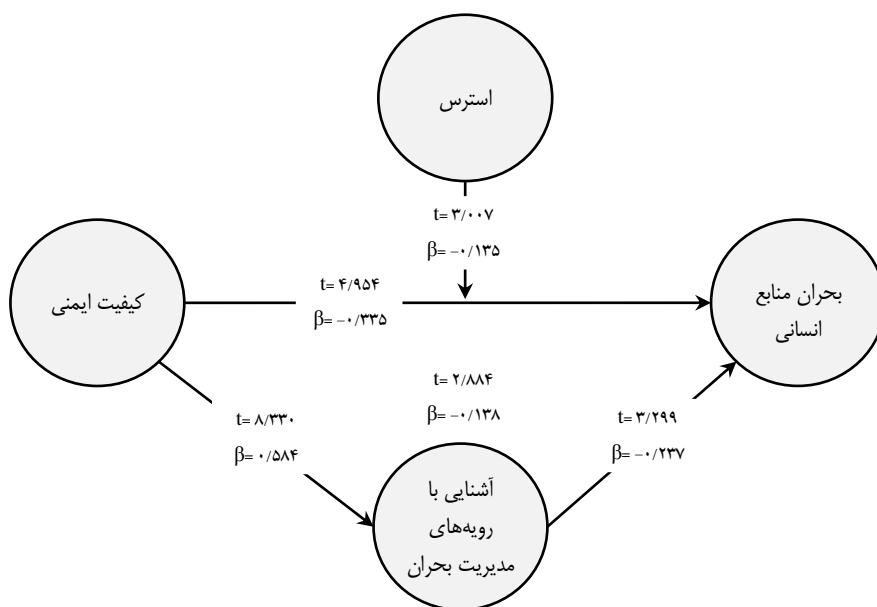 استرس
t= ۳/۰۰۷
β= –۰/۱۳۵
بحران منابع
انسانی
کیفیت ایمنی
t= ۴/۹۵۴
β= –۰/۳۳۵
t= ۲/۸۸۴
β= –۰/۱۳۸
t= ۳/۲۹۹
β= –۰/۲۳۷
t= ۸/۳۳۰
β= ۰/۵۸۴
آشنایی با
رویه‌های
مدیریت بحران